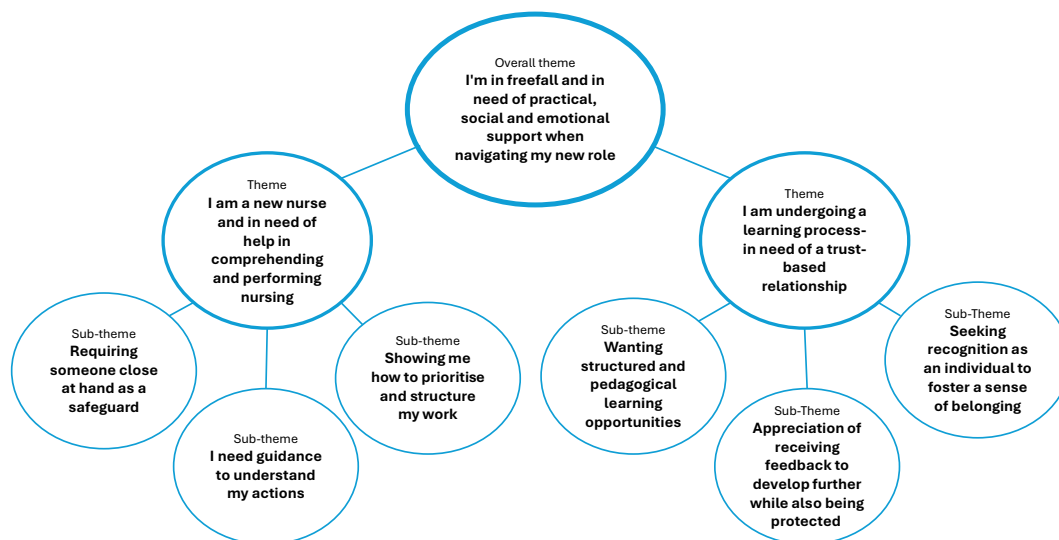 Overall theme
I'm in freefall and in
need of practical,
social and emotional
support when
navigating my new role
Theme
I am a new nurse
and in need of
help in
comprehending
and performing
nursing
Theme
I am undergoing a
learning process-
in need of a trust-
based
relationship
Sub-theme
Requiring
someone close
at hand as a
safeguard
Sub-theme
I need guidance
to understand
my actions
Sub-theme
Showing me
how to prioritise
and structure
my work
Sub-theme
Wanting
structured and
pedagogical
learning
opportunities
Sub-Theme
Appreciation of
receiving
feedback to
develop further
while also being
protected
Sub-Theme
Seeking
recognition as
an individual to
foster a sense
of belonging